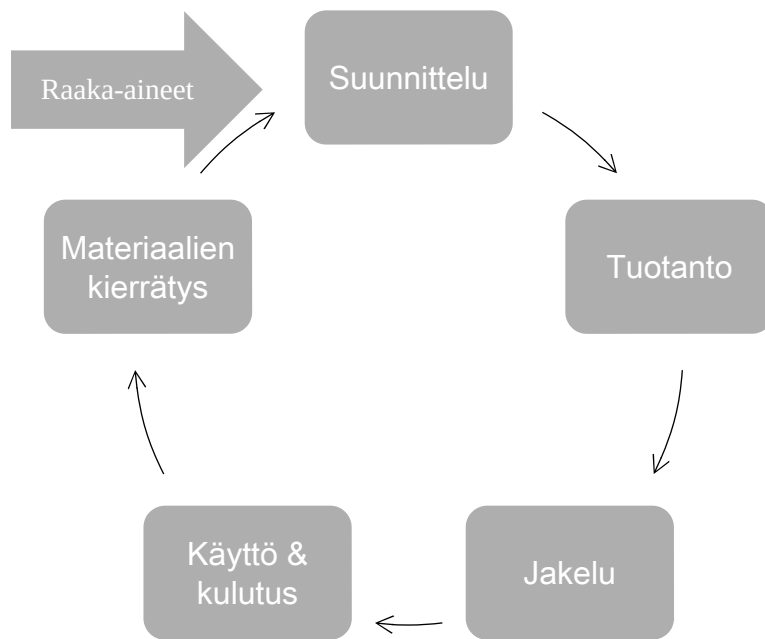 Raaka-aineet
Suunnittelu
Tuotanto
Jakelu
Käyttö &
kulutus
Materiaalien
kierrätys